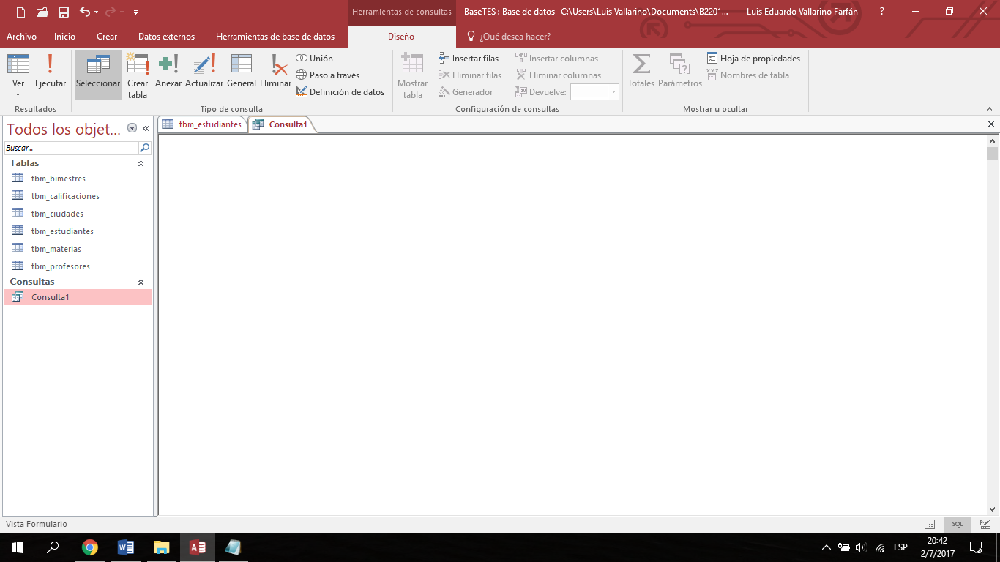 Herramientas de consultas
BaseTES : Base de datos- C:\Users\Luis Vallarino\Documents\B2201...
Luis Eduardo Vallarino Farfán
?
Archivo
Inicio
Crear
Datos externos
Herramientas de base de datos
Diseño
¿Qué desea hacer?
Ver
Ejecutar
Resultados
Seleccionar
Crear
tabla
Anexar
Actualizar
General
Eliminar
Unión
Paso a través
Definición de datos
Tipo de consulta
Mostrar
tabla
Insertar filas
Eliminar filas
Generador
Insertar columnas
Eliminar columnas
Devuelve:
Configuración de consultas
Totales
Parámetros
Hoja de propiedades
Nombres de tabla
Mostrar u ocultar
Todos los objet...
Buscar...
Tablas
tbm_bimestres
tbm_calificaciones
tbm_ciudades
tbm_estudiantes
tbm_materias
tbm_profesores
Consultas
Consulta1
tbm_estudiantes
Consulta1
Vista Formulario
SQL
ESP
20:42
2/7/2017